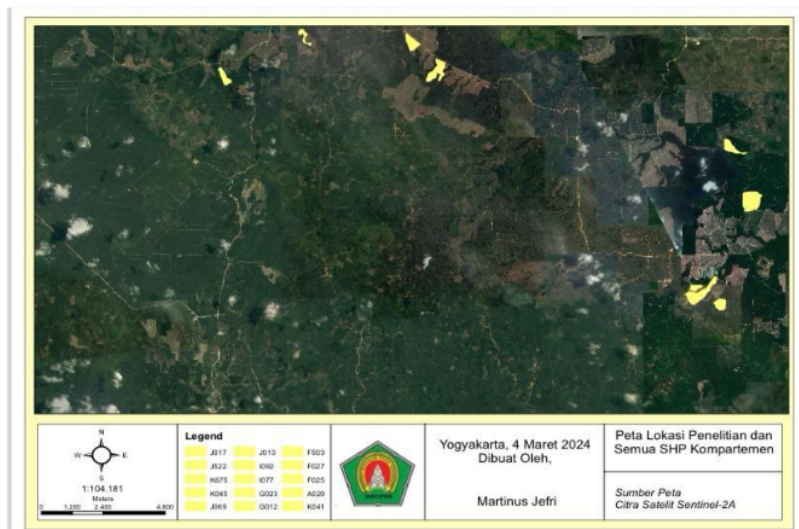 N
W E
S
1:104.181
Meters
0 1.200 2.400 4.800
Legend
J017 J013 F503
J522 I092 F027
K675 I077 F025
K045 G023 A029
J069 G012 K041
Yogyakarta, 4 Maret 2024
Dibuat Oleh,
Martinus Jefri
Peta Lokasi Penelitian dan
Semua SHP Kompartemen
Sumber Peta
Citra Satelit Sentinel-2A